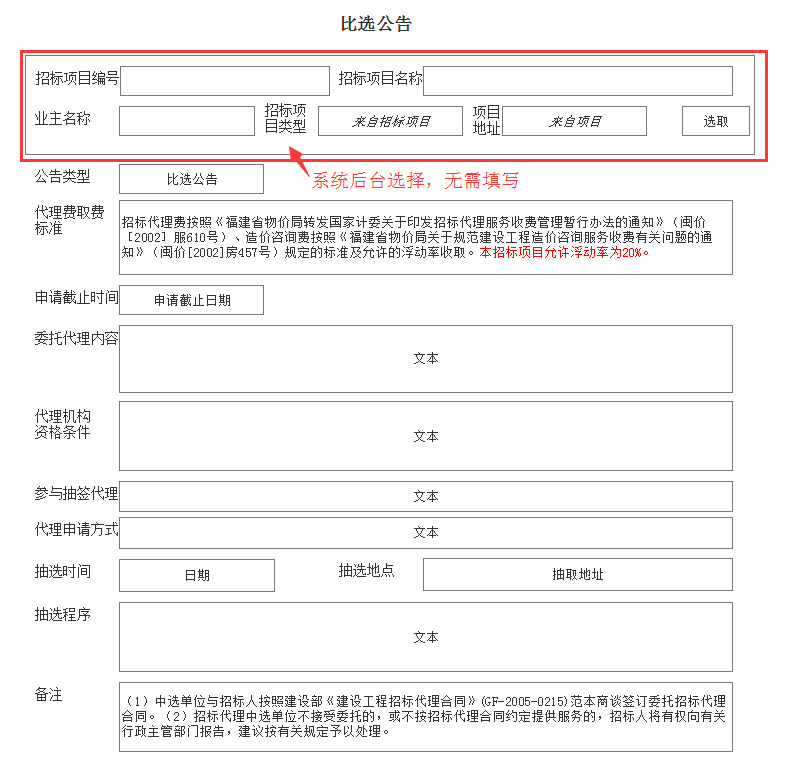 比选公告
招标项目编号
招标项目名称
业主名称
招标项
目类型
来自招标项目
项目
地址
来自项目
选取
系统后台选择，无需填写
公告类型
比选公告
代理费取费
标准
招标代理费按照《福建省物价局转发国家计委关于印发招标代理服务收费管理暂行办法的通知》（闽价
[2002] 服610号）、造价咨询费按照《福建省物价局关于规范建设工程造价咨询服务收费有关问题的通
知》（闽价[2002]房457号）规定的标准及允许的浮动率收取。本招标项目允许浮动率为20%。
申请截止时间
申请截止日期
委托代理内容
文本
代理机构
资格条件
文本
参与抽签代理
文本
代理申请方式
文本
抽选时间
日期
抽选地点
抽取地址
抽选程序
文本
备注
（1）中选单位与招标人按照建设部《建设工程招标代理合同》(GF-2005-0215)范本商谈签订委托招标代理
合同。（2）招标代理中选单位不接受委托的，或不按招标代理合同约定提供服务的，招标人将有权向有关
行政主管部门报告，建议按有关规定予以处理。